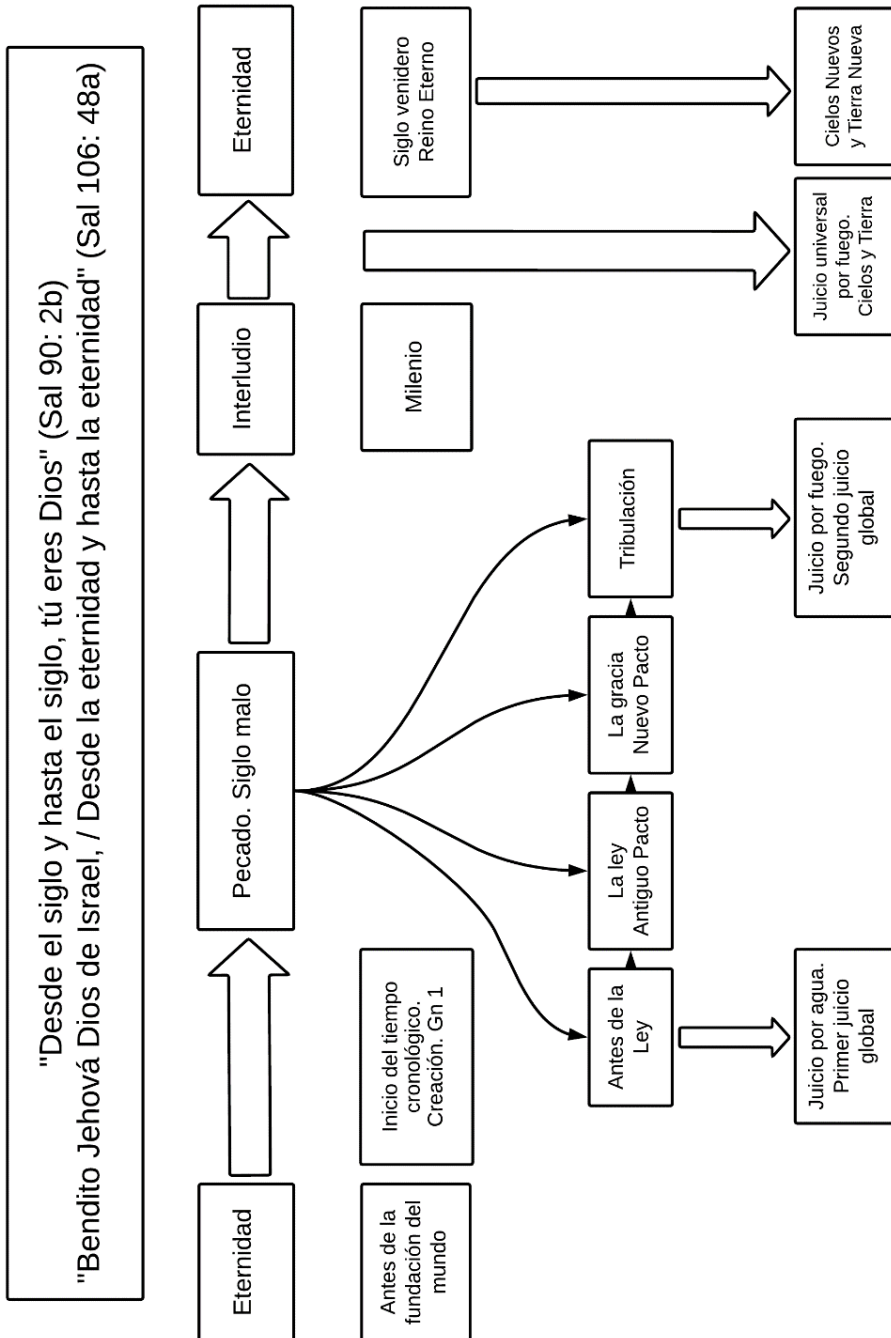 "Desde el siglo y hasta el siglo, tú eres Dios" (Sal 90: 2b)
"Bendito Jehová Dios de Israel, / Desde la eternidad y hasta la eternidad" (Sal 106: 48a)
Eternidad
Pecado. Siglo malo
Interludio
Eternidad
Antes de la
fundación del
mundo
Inicio del tiempo
cronológico.
Creación. Gn 1
Milenio
Siglo venidero
Reino Eterno
Antes de la
Ley
La ley
Antiguo Pacto
La gracia
Nuevo Pacto
Tribulación
Juicio por agua.
Primer juicio
global
Juicio por fuego.
Segundo juicio
global
Juicio universal
por fuego.
Cielos y Tierra
Cielos Nuevos
y Tierra Nueva